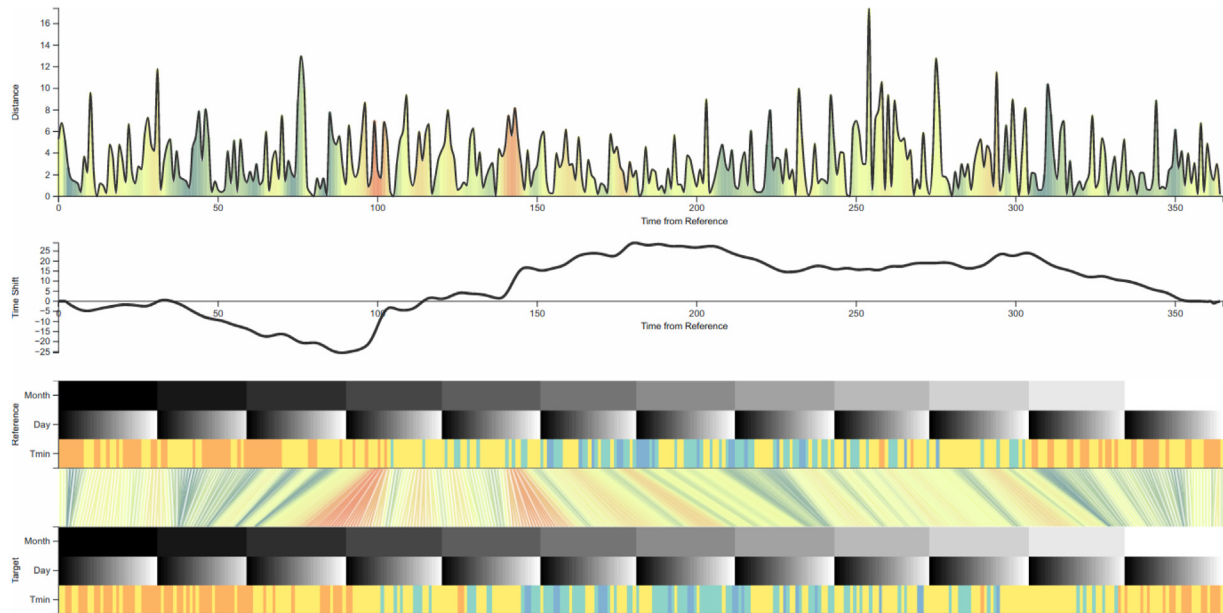 Distance
16
14
12
10
8
6
4
2
0
0 50 100 150 200 250 300 350
Time from Reference
Time Shift
25
20
15
10
5
0
-5
-10
-15
-20
-25
0 50 100 150 200 250 300 350
Time from Reference
Reference
Month
Day
Tmin
Target
Month
Day
Tmin